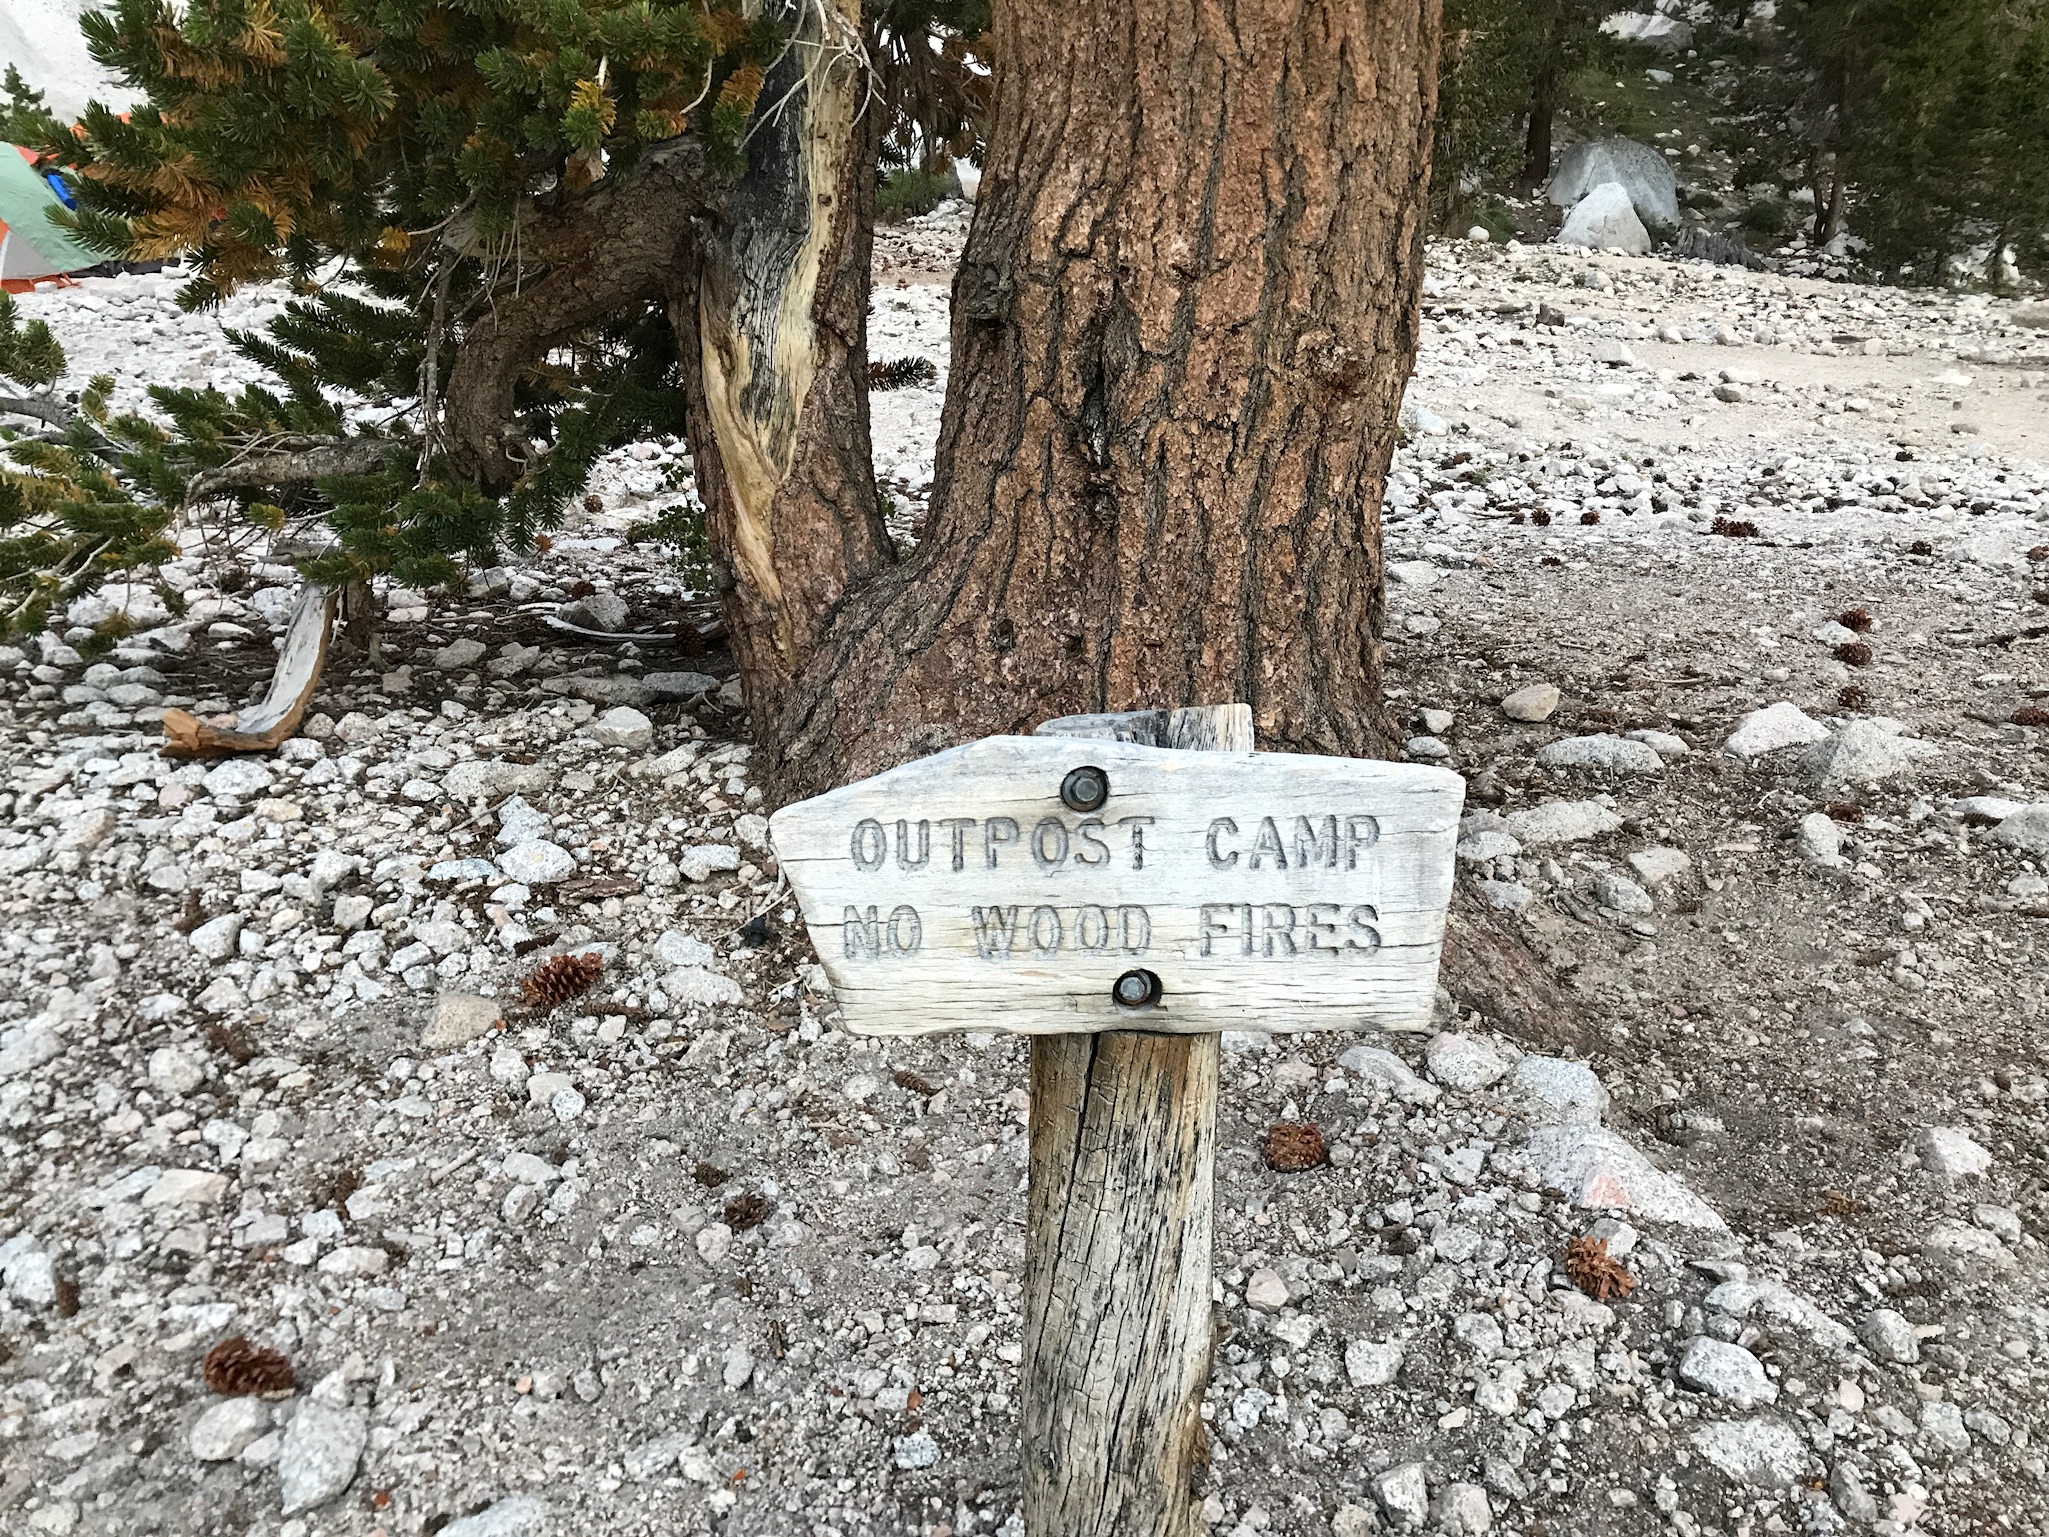 OUTPOST CAMP
NO WOOD FIRES